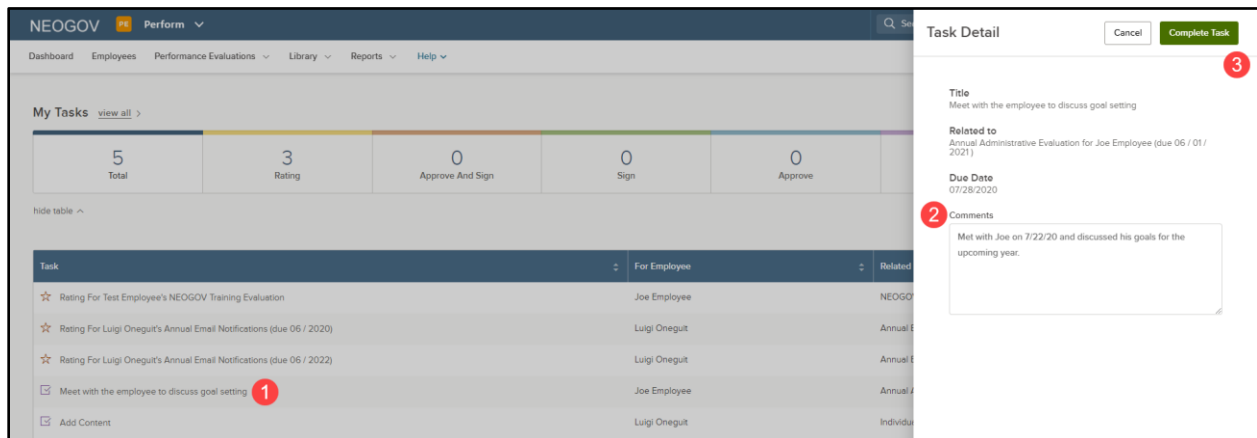 NEOGOV PE Perform
Dashboard Employees Performance Evaluations Library Reports Help
My Tasks view all >
5
Total
3
Rating
0
Approve And Sign
0
Sign
0
Approve
hide table
Task For Employee Related
Rating For Test Employee's NEOGOV Training Evaluation Joe Employee
Rating For Luigi Oneguit's Annual Email Notifications (due 06 / 2020) Luigi Oneguit Annual
Rating For Luigi Oneguit's Annual Email Notifications (due 06 / 2022) Luigi Oneguit Annual
Meet with the employee to discuss goal setting 1 Joe Employee Annual
Add Content Luigi Oneguit
Task Detail Cancel Complete Task
3
Title
Meet with the employee to discuss goal setting
Related to
Annual Administrative Evaluation for Joe Employee (due 06 / 01 /
2021)
Due Date
07/28/2020
2 Comments
Met with Joe on 7/22/20 and discussed his goals for the
upcoming year.